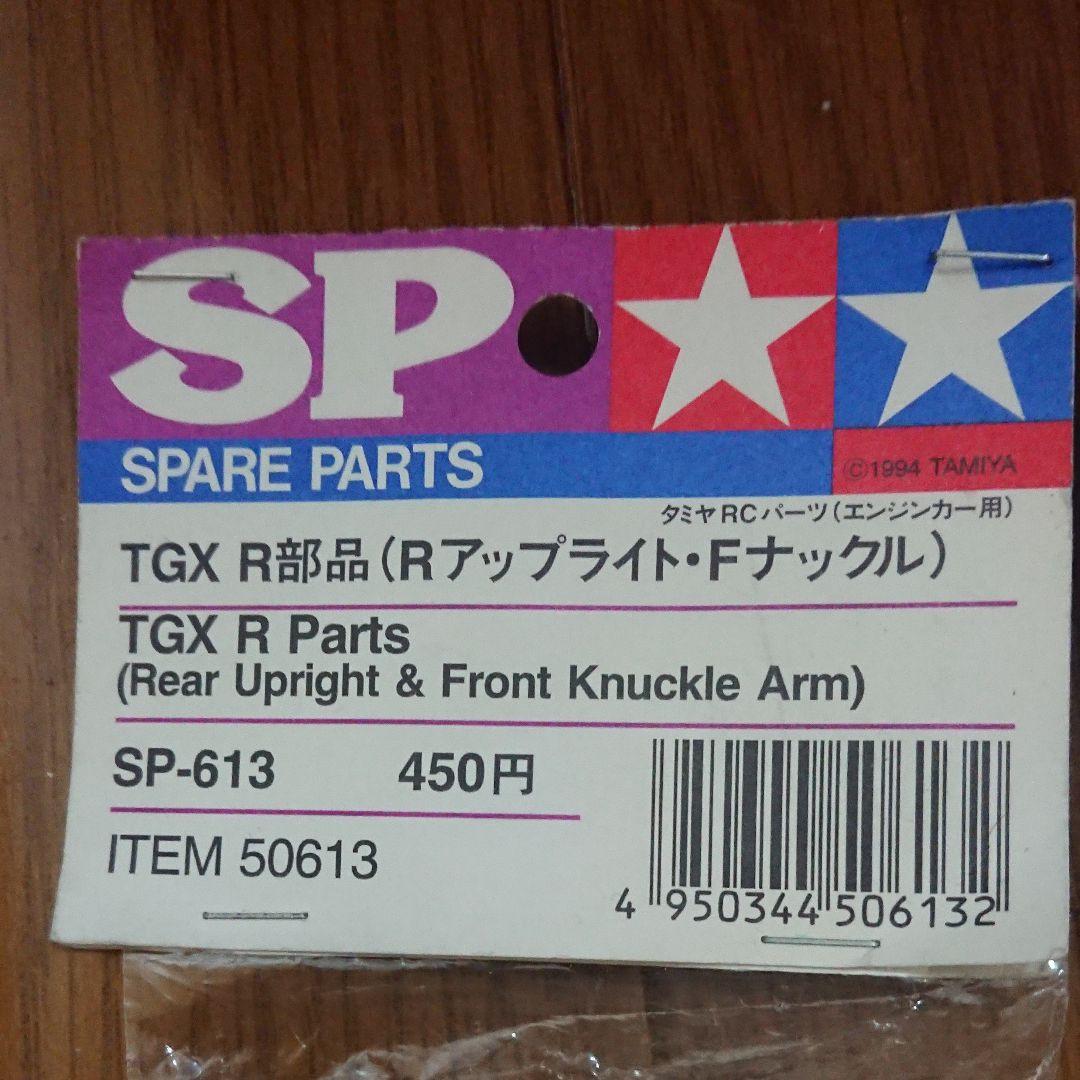 SP
SPARE PARTS
©1994 TAMIYA
タミヤRCパーツ（エンジンカー用）
TGX R部品（Rアップライト・Fナックル）
TGX R Parts
(Rear Upright & Front Knuckle Arm)
SP-613 450円
ITEM 50613
4 950344 506132